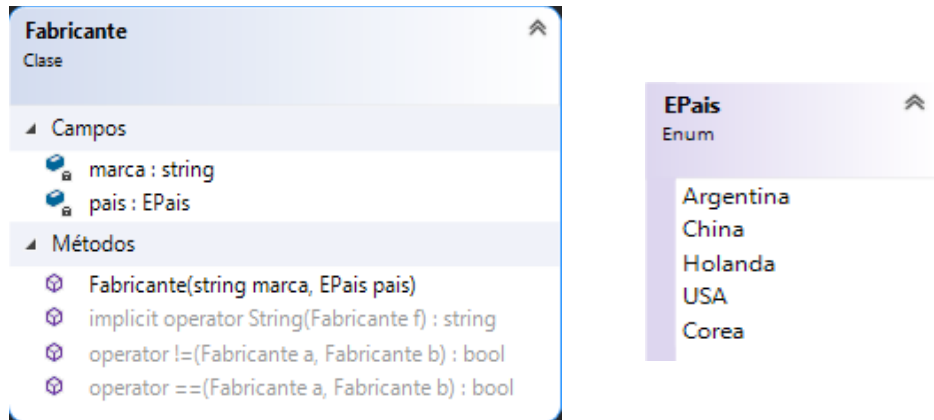 Fabricante
Clase
Campos
marca : string
pais : EPais
Métodos
Fabricante(string marca, EPais pais)
implicit operator String(Fabricante f) : string
operator !=(Fabricante a, Fabricante b) : bool
operator ==(Fabricante a, Fabricante b) : bool
EPais
Enum
Argentina
China
Holanda
USA
Corea